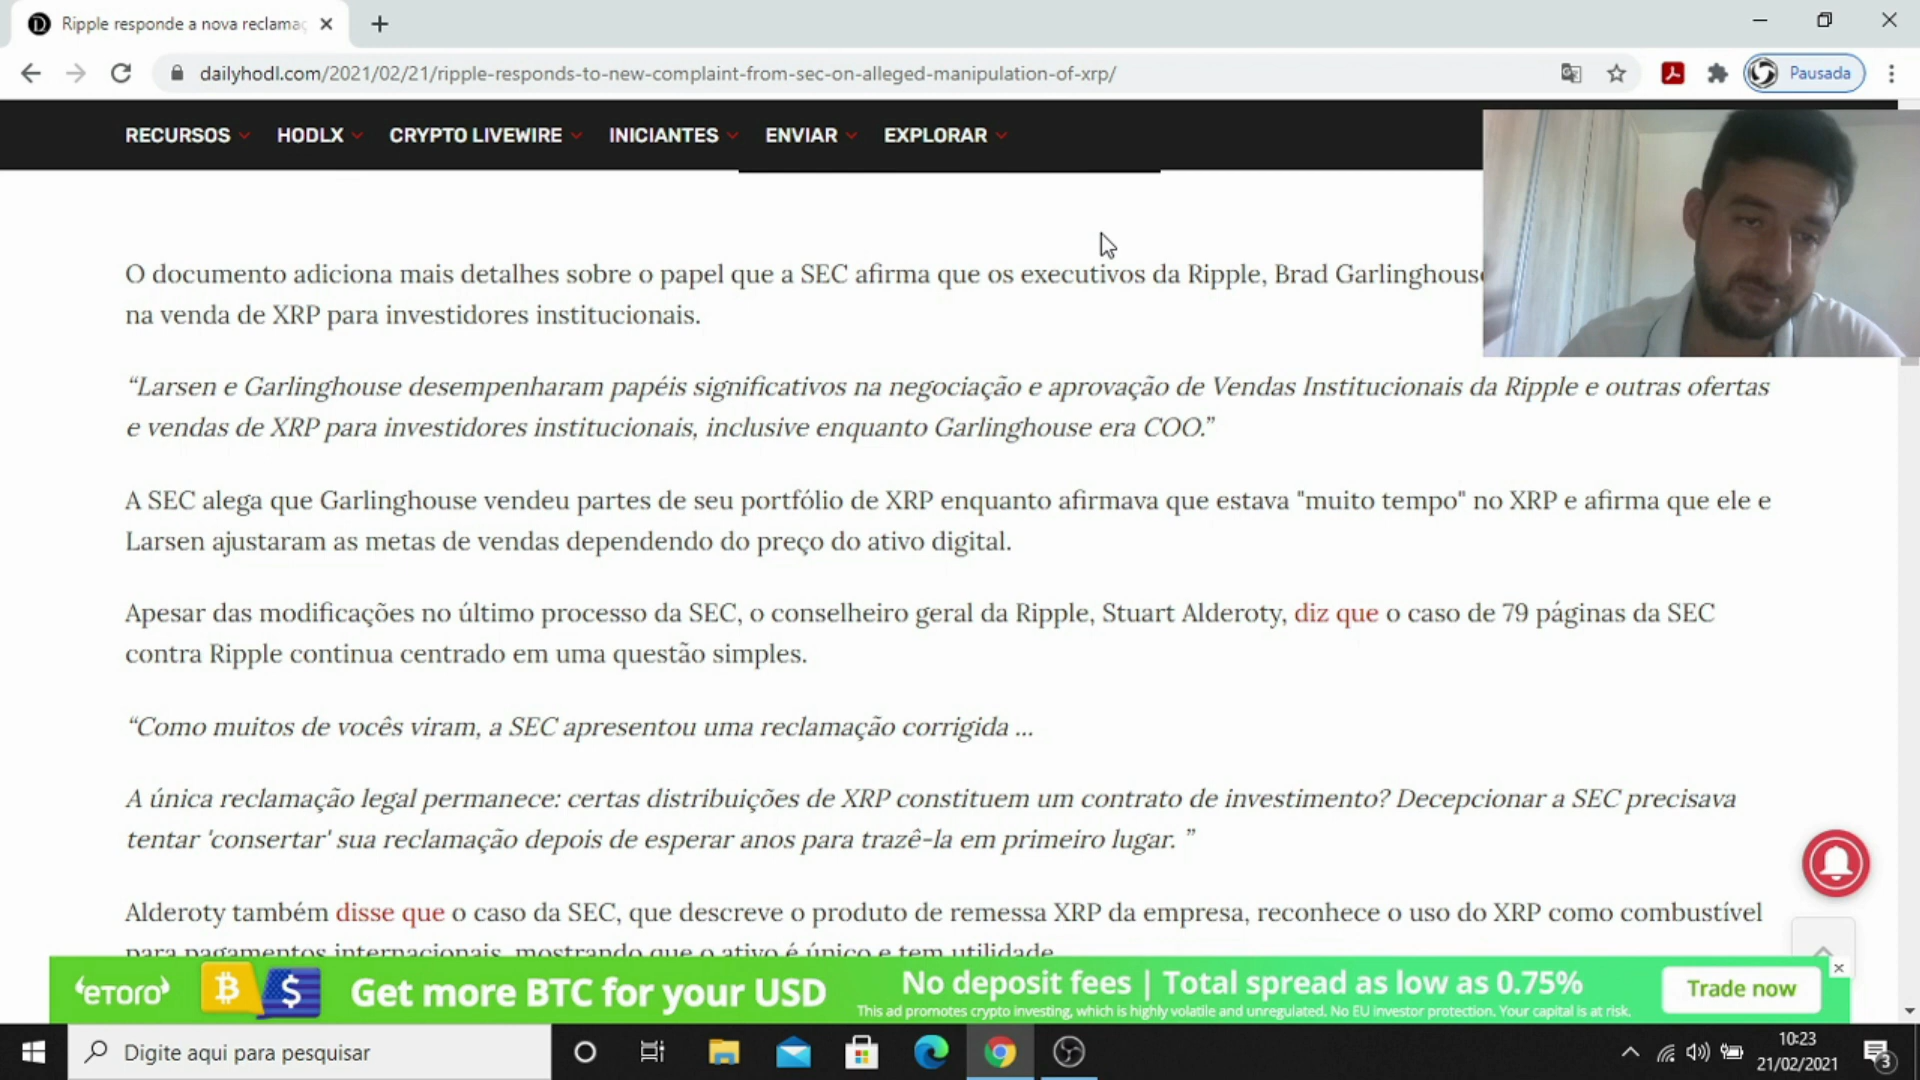 Ripple responde a nova reclamaç
dailyhodl.com/2021/02/21/ripple-responds-to-new-complaint-from-sec-on-alleged-manipulation-of-xrp/
Pausada
RECURSOS HODLX CRYPTO LIVEWIRE INICIANTES ENVIAR EXPLORAR
O documento adiciona mais detalhes sobre o papel que a SEC afirma que os executivos da Ripple, Brad Garlinghouse
na venda de XRP para investidores institucionais.
“Larsen e Garlinghouse desempenharam papéis significativos na negociação e aprovação de Vendas Institucionais da Ripple e outras ofertas
e vendas de XRP para investidores institucionais, inclusive enquanto Garlinghouse era COO.”
A SEC alega que Garlinghouse vendeu partes de seu portfólio de XRP enquanto afirmava que estava "muito tempo" no XRP e afirma que ele e
Larsen ajustaram as metas de vendas dependendo do preço do ativo digital.
Apesar das modificações no último processo da SEC, o conselheiro geral da Ripple, Stuart Alderoty, diz que o caso de 79 páginas da SEC
contra Ripple continua centrado em uma questão simples.
“Como muitos de vocês viram, a SEC apresentou uma reclamação corrigida ...
A única reclamação legal permanece: certas distribuições de XRP constituem um contrato de investimento? Decepcionar a SEC precisava
tentar 'consertar' sua reclamação depois de esperar anos para trazê-la em primeiro lugar. ”
Alderoty também disse que o caso da SEC, que descreve o produto de remessa XRP da empresa, reconhece o uso do XRP como combustível
para pagamentos internacionais, mostrando que o ativo é único e tem utilidade.
eTORO Get more BTC for your USD
No deposit fees | Total spread as low as 0.75%
This ad promotes crypto investing, which is highly volatile and unregulated. No EU investor protection. Your capital is at risk.
Trade now
Digite aqui para pesquisar
10:23
21/02/2021
3